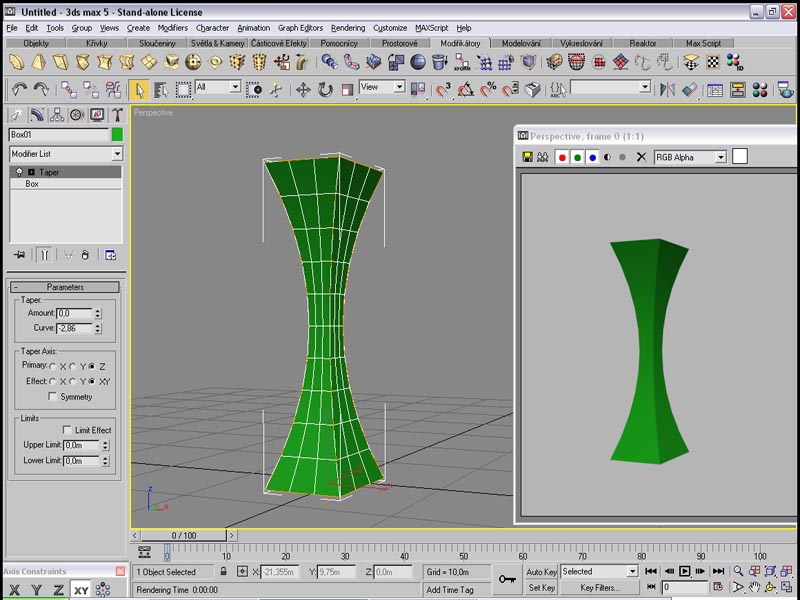 Untitled - 3ds max 5 - Stand-alone License
File Edit Tools Group Views Create Modifiers Character Animation Graph Editors Rendering Customize MAXScript Help
Objekty Křivky Sloučeniny Světla & Kamery Částicové Efekty Pomocníci Prostorové Modifikátory Modelování Vykreslování Reaktor Max Script
All View
Perspective
Box01
Modifier List
Taper
Box
Parameters
Taper:
Amount: 0,0
Curve: -2,86
Taper Axis:
Primary: X Y Z
Effect: X Y XY
Symmetry
Limits
Limit Effect
Upper Limit: 0,0m
Lower Limit: 0,0m
Perspective, frame 0 (1:1)
RGB Alpha
0 / 100
0 10 20 30 40 50 60 70 80 90 100
Axis Constraints
X Y Z XY
1 Object Selected X: -21,355m Y: 9,75m Z: 0,0m Grid = 10,0m Auto Key Selected
Rendering Time 0:00:00 Add Time Tag Set Key Key Filters... 0